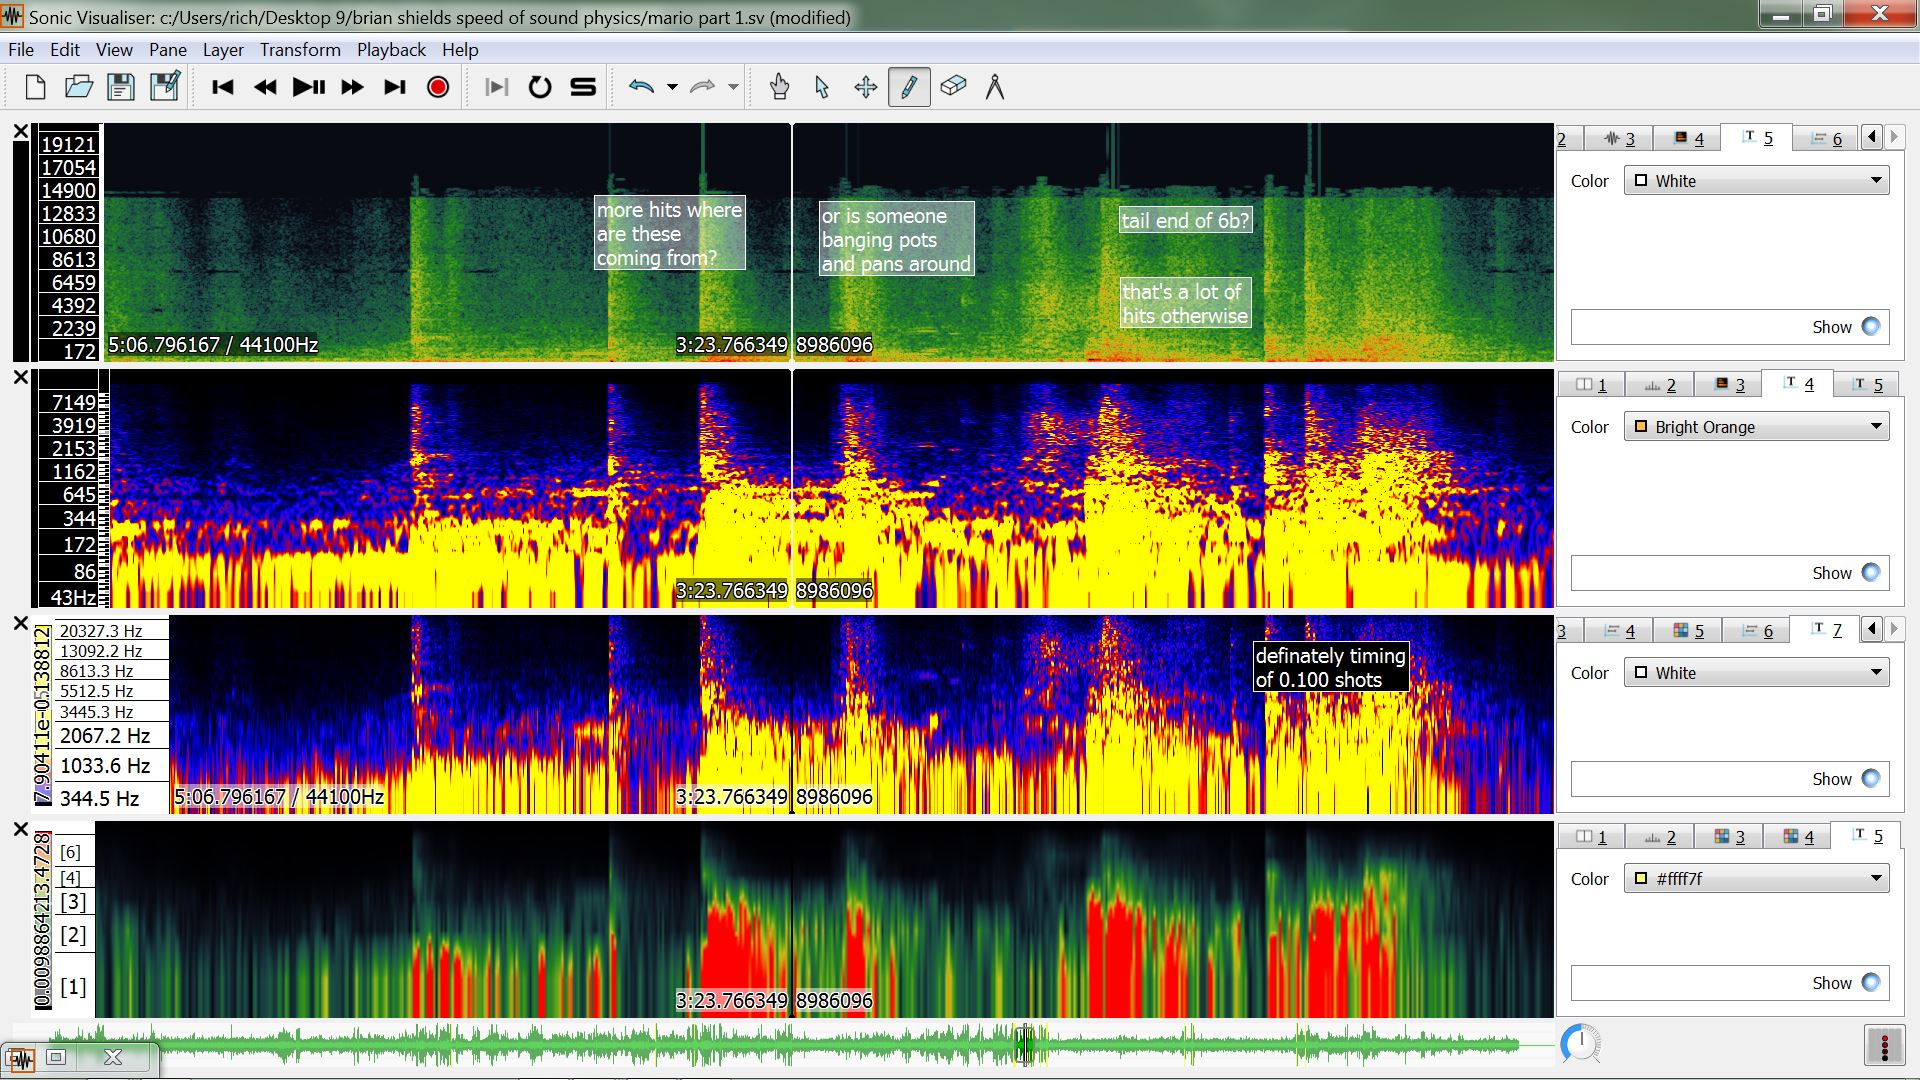 Sonic Visualiser: c:/Users/rich/Desktop 9/brian shields speed of sound physics/mario part 1.sv (modified)
File Edit View Pane Layer Transform Playback Help
19121
17054
14900
12833
10680
8613
6459
4392
2239
172
more hits where
are these
coming from?
or is someone
banging pots
and pans around
tail end of 6b?
that's a lot of
hits otherwise
5:06.796167 / 44100Hz
3:23.766349 8986096
2 3 4 T 5 6
Color White
Show
7149
3919
2153
1162
645
344
172
86
43Hz
3:23.766349 8986096
1 2 3 T 4 T 5
Color Bright Orange
Show
20327.3 Hz
13092.2 Hz
8613.3 Hz
5512.5 Hz
3445.3 Hz
2067.2 Hz
1033.6 Hz
344.5 Hz
definately timing
of 0.100 shots
5:06.796167 / 44100Hz
3:23.766349 8986096
3 4 5 6 T 7
Color White
Show
[6]
[4]
[3]
[2]
[1]
3:23.766349 8986096
1 2 3 4 T 5
Color #ffff7f
Show